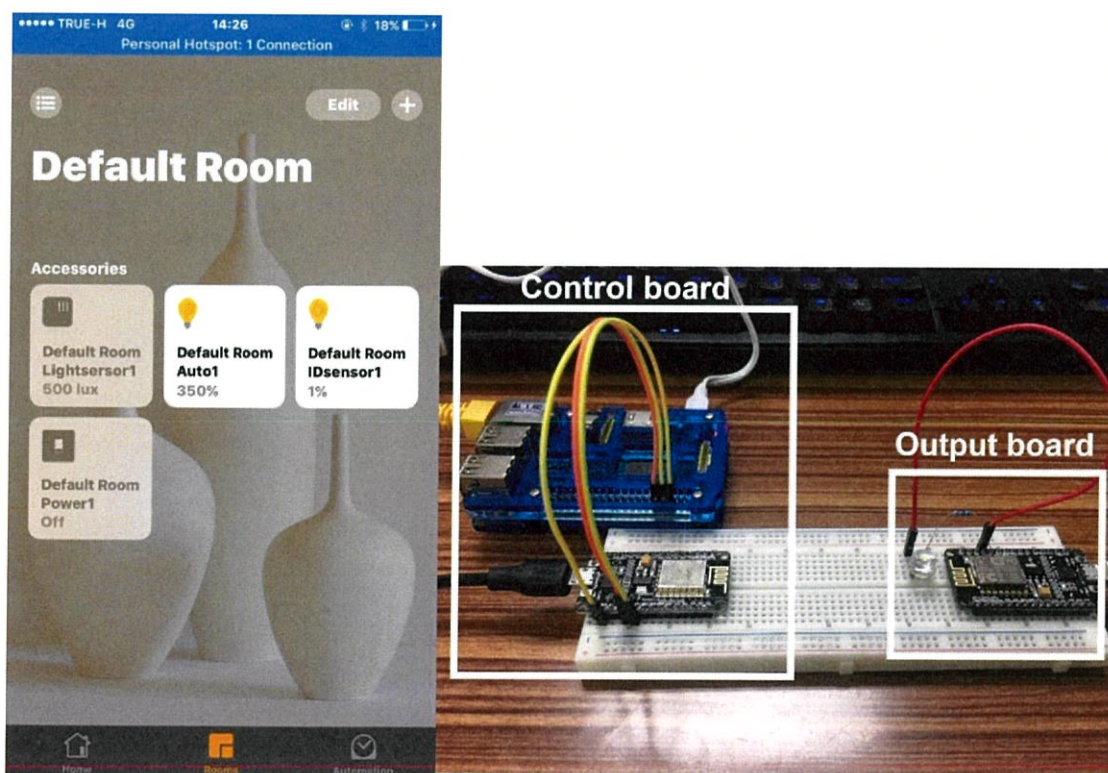 TRUE-H 4G 14:26 18%
Personal Hotspot: 1 Connection
Edit
Default Room
Accessories
Default Room
Lightsersor1
500 lux
Default Room
Auto1
350%
Default Room
IDsensor1
1%
Default Room
Power1
Off
Home
Rooms
Automation
Control board
Output board